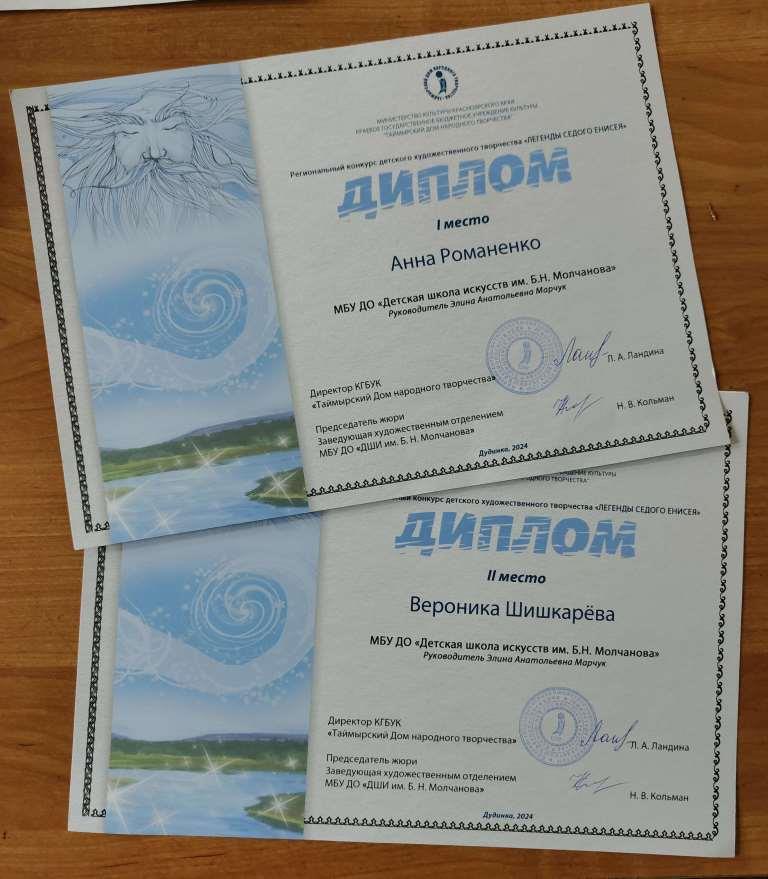 МИНИСТЕРСТВО КУЛЬТУРЫ КРАСНОЯРСКОГО КРАЯ
КРАЕВОЕ ГОСУДАРСТВЕННОЕ БЮДЖЕТНОЕ УЧРЕЖДЕНИЕ КУЛЬТУРЫ
"ТАЙМЫРСКИЙ ДОМ НАРОДНОГО ТВОРЧЕСТВА"
Региональный конкурс детского художественного творчества «ЛЕГЕНДЫ СЕДОГО ЕНИСЕЯ»
ДИПЛОМ
I место
Анна Романенко
МБУ ДО «Детская школа искусств им. Б.Н. Молчанова»
Руководитель Элина Анатольевна Марчук
Директор КГБУК
«Таймырский Дом народного творчества»
Л. А. Ландина
Председатель жюри
Заведующая художественным отделением
МБУ ДО «ДШИ им. Б. Н. Молчанова»
Н. В. Кольман
Дудинка, 2024
КУЛЬТУРЫ
ТВОРЧЕСТВА"
конкурс детского художественного творчества «ЛЕГЕНДЫ СЕДОГО ЕНИСЕЯ»
ДИПЛОМ
II место
Вероника Шишкарёва
МБУ ДО «Детская школа искусств им. Б.Н. Молчанова»
Руководитель Элина Анатольевна Марчук
Директор КГБУК
«Таймырский Дом народного творчества»
Л. А. Ландина
Председатель жюри
Заведующая художественным отделением
МБУ ДО «ДШИ им. Б. Н. Молчанова»
Н. В. Кольман
Дудинка, 2024